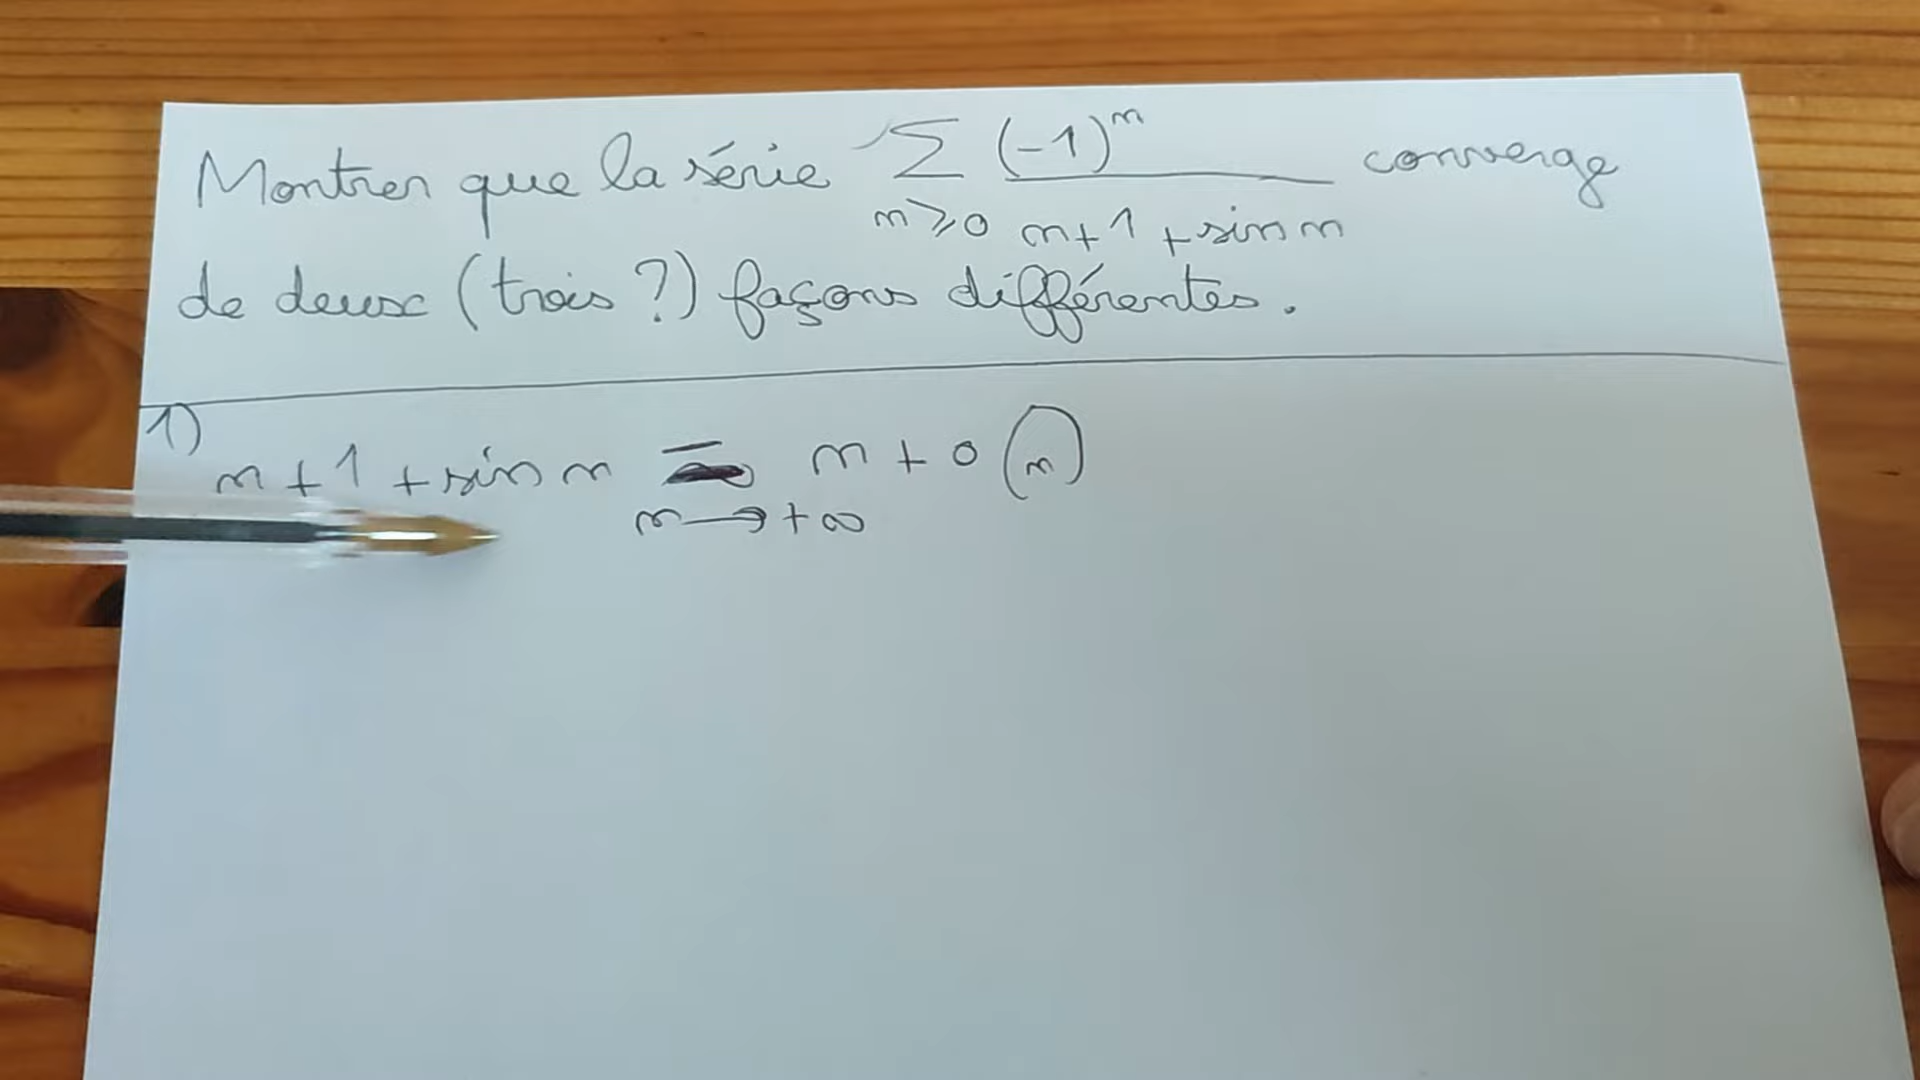 Montrer que la série ∑ (-1)^n converge
n≥0 n+1+sin n
de deux (trois ?) façons différentes.
1)
n+1+sin n = n+o(n)
n→+∞